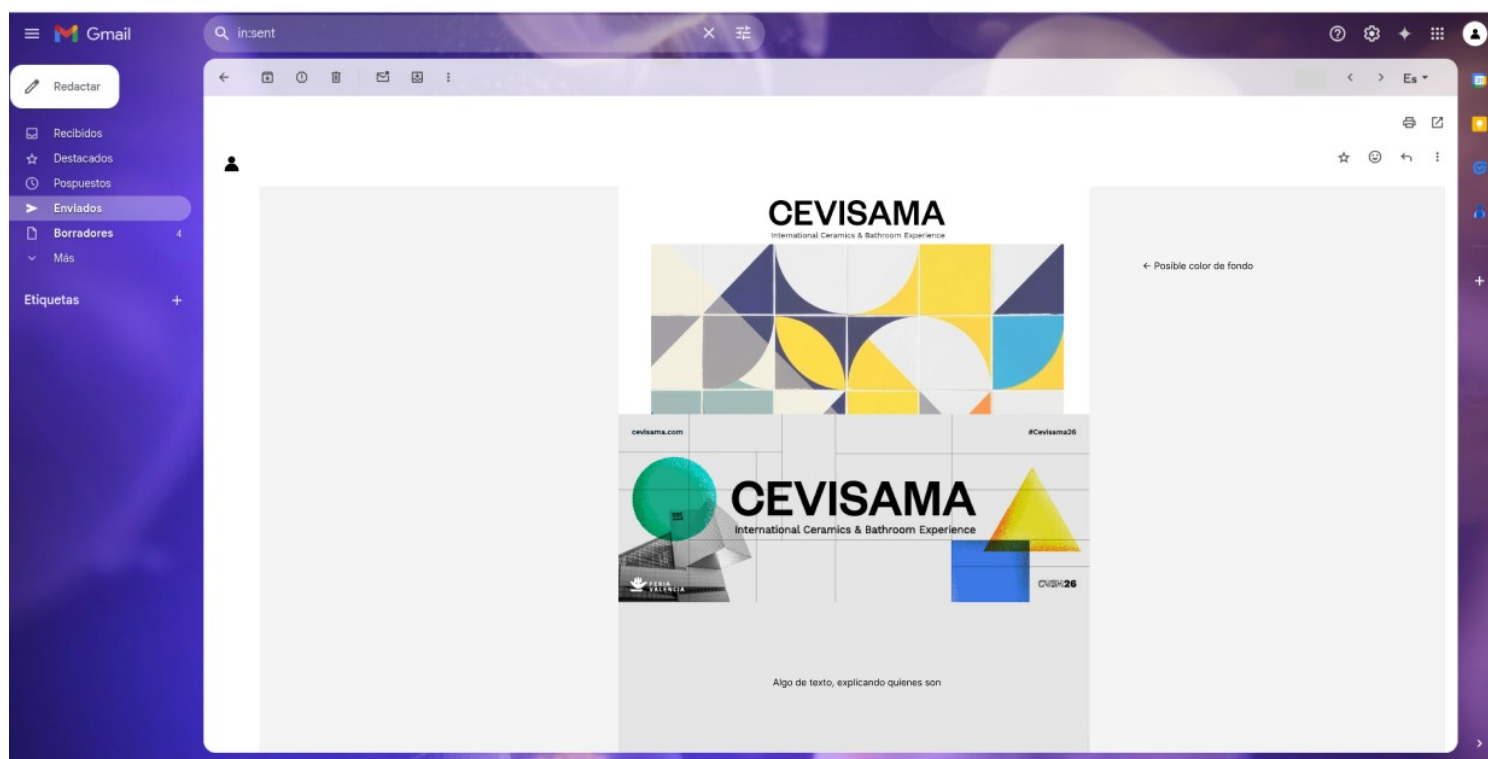 Gmail
in:sent
Redactar
Es
Recibidos
Destacados
Pospuestos
Enviados
Borradores 4
Más
Etiquetas
CEVISAMA
International Ceramics & Bathroom Experience
← Posible color de fondo
cevisama.com
#Cevisama26
CEVISAMA
International Ceramics & Bathroom Experience
FERIA
VALENCIA
CVSM26
Algo de texto, explicando quienes son